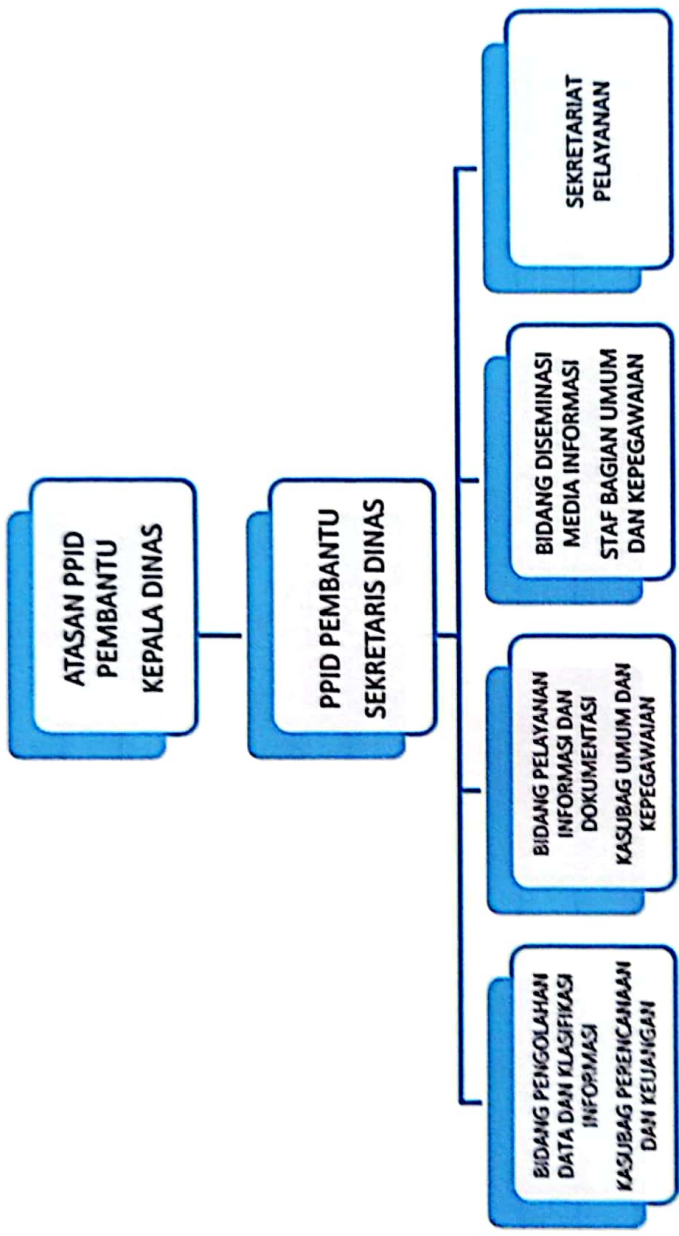 ATASAN PPID
PEMBANTU
KEPALA DINAS
PPID PEMBANTU
SEKRETARIS DINAS
BIDANG PENGOLAHAN
DATA DAN KLASIFIKASI
INFORMASI
KASUBAG PERENCANAAN
DAN KEUANGAN
BIDANG PELAYANAN
INFORMASI DAN
DOKUMENTASI
KASUBAG UMUM DAN
KEPEGAWAIAN
BIDANG DISEMINASI
MEDIA INFORMASI
STAF BAGIAN UMUM
DAN KEPEGAWAIAN
SEKRETARIAT
PELAYANAN